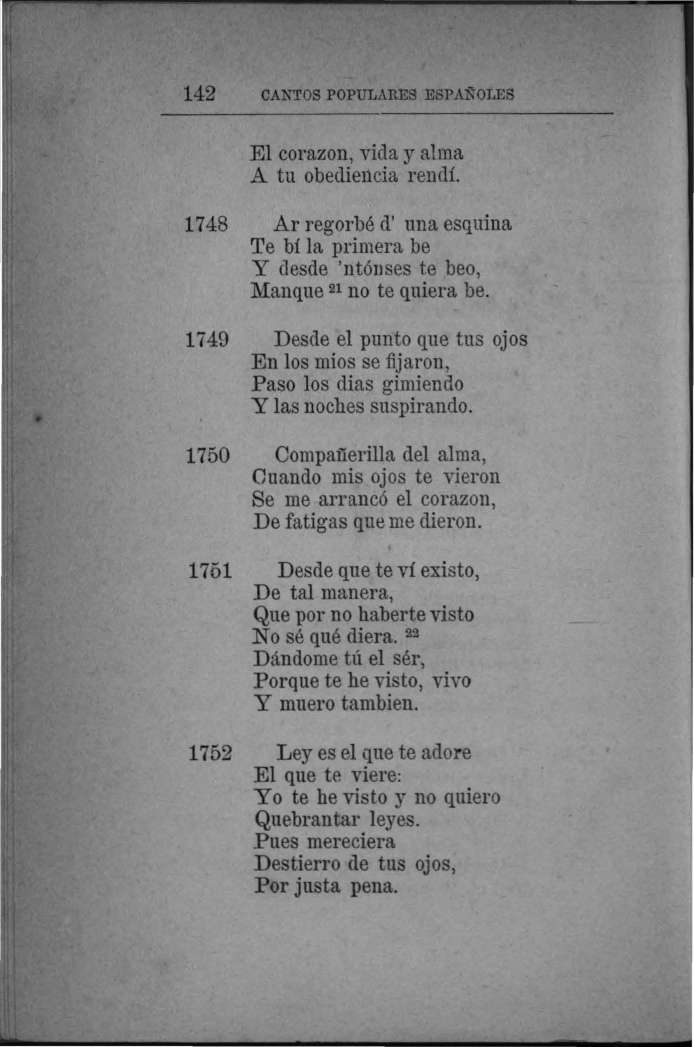 142 CANTOS POPULARES ESPAÑOLES
El corazon, vida y alma
A tu obediencia rendí.
1748 Ar regorbé d' una esquina
Te bí la primera be
Y desde 'ntónses te beo,
Manque 21 no te quiera be.
1749 Desde el punto que tus ojos
En los mios se fijaron,
Paso los dias gimiendo
Y las noches suspirando.
1750 Compañerilla del alma,
Cuando mis ojos te vieron
Se me arrancó el corazon,
De fatigas que me dieron.
1751 Desde que te ví existo,
De tal manera,
Que por no haberte visto
No sé qué diera. 22
Dándome tú el sér,
Porque te he visto, vivo
Y muero tambien.
1752 Ley es el que te adore
El que te viere:
Yo te he visto y no quiero
Quebrantar leyes.
Pues mereciera
Destierro de tus ojos,
Por justa pena.